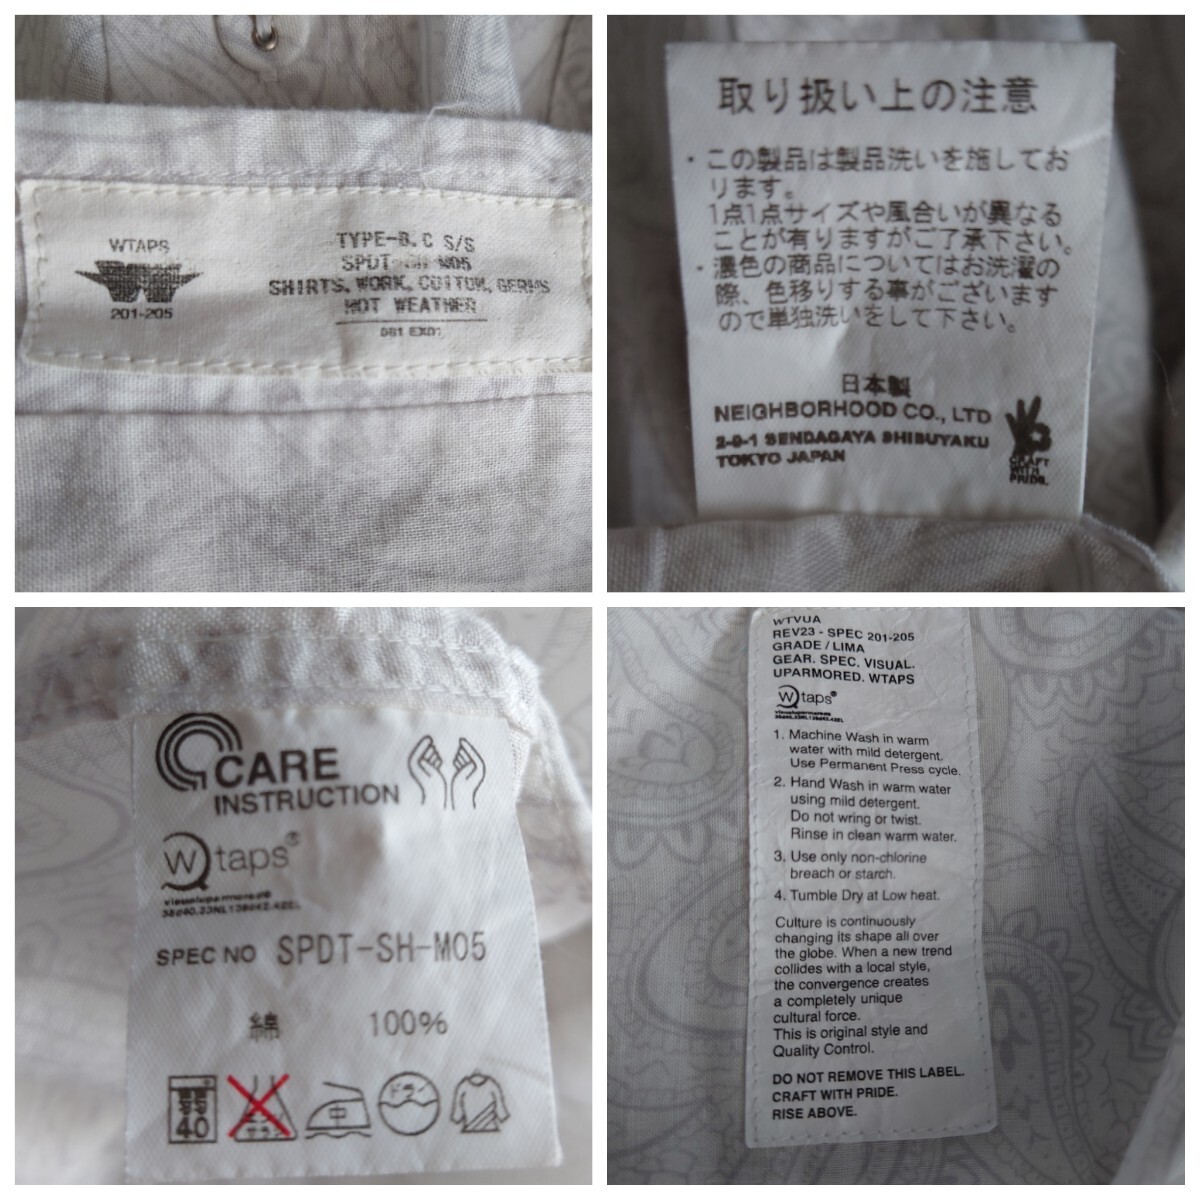 WTAPS
201-205
TYPE-B.C S/S
SPDT-SH-M05
SHIRTS, WORK, COTTON, GERMS
HOT WEATHER
取り扱い上の注意
・この製品は製品洗いを施してお
ります。
1点1点サイズや風合いが異なる
ことが有りますがご了承下さい。
・濃色の商品についてはお洗濯の
際、色移りする事がございます
ので単独洗いをして下さい。
日本製
NEIGHBORHOOD CO., LTD
2-9-1 SENDAGAYA SHIBUYAKU
TOKYO JAPAN
CRAFT
WITH
PRIDE.
CARE
INSTRUCTION
Wtaps®
SPEC NO SPDT-SH-M05
綿 100%
40
ドライ
WTVUA
REV23 - SPEC 201-205
GRADE / LIMA
GEAR. SPEC. VISUAL.
UPARMORED. WTAPS
Wtaps®
1. Machine Wash in warm
water with mild detergent.
Use Permanent Press cycle.
2. Hand Wash in warm water
using mild detergent.
Do not wring or twist.
Rinse in clean warm water.
3. Use only non-chlorine
breach or starch.
4. Tumble Dry at Low heat.
Culture is continuously
changing its shape all over
the globe. When a new trend
collides with a local style,
the convergence creates
a completely unique
cultural force.
This is original style and
Quality Control.
DO NOT REMOVE THIS LABEL.
CRAFT WITH PRIDE.
RISE ABOVE.